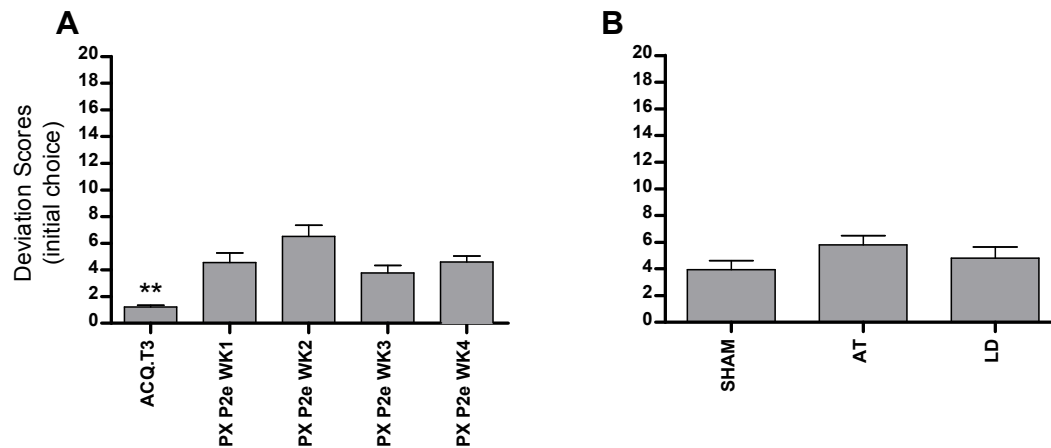 A
B
Deviation Scores
(initial choice)
20
18
16
14
12
10
8
6
4
2
0
**
ACQ.T3
PX P2e WK1
PX P2e WK2
PX P2e WK3
PX P2e WK4
20
18
16
14
12
10
8
6
4
2
0
SHAM
AT
LD